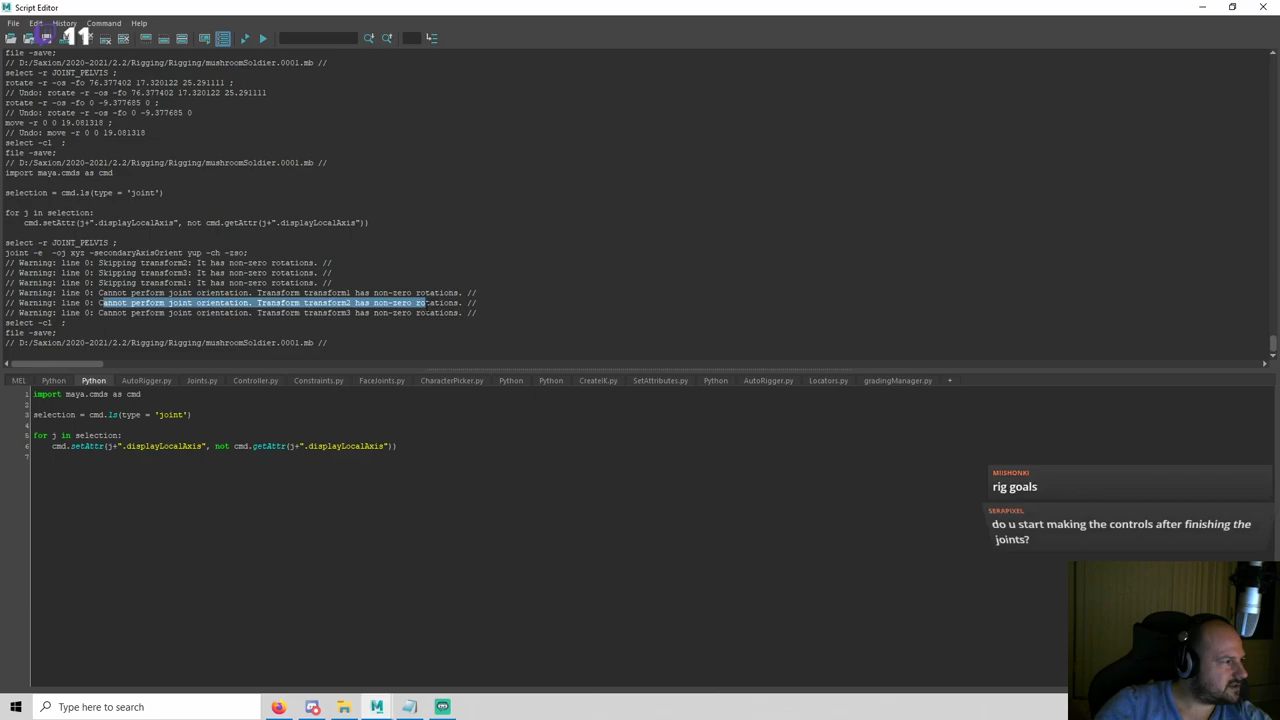 Script Editor
File Edit History Command Help
11
file -save;
// D:/Saxion/2020-2021/2.2/Rigging/Rigging/mushroomSoldier.0001.mb //
select -r JOINT_PELVIS ;
rotate -r -os -fo 76.377402 17.320122 25.291111 ;
// Undo: rotate -r -os -fo 76.377402 17.320122 25.291111
rotate -r -os -fo 0 -9.377685 0 ;
// Undo: rotate -r -os -fo 0 -9.377685 0
move -r 0 0 19.081318 ;
// Undo: move -r 0 0 19.081318
select -cl ;
file -save;
// D:/Saxion/2020-2021/2.2/Rigging/Rigging/mushroomSoldier.0001.mb //
import maya.cmds as cmd
selection = cmd.ls(type = 'joint')
for j in selection:
cmd.setAttr(j+".displayLocalAxis", not cmd.getAttr(j+".displayLocalAxis"))
select -r JOINT_PELVIS ;
joint -e -oj xyz -secondaryAxisOrient yup -ch -zso;
// Warning: line 0: Skipping transform2: It has non-zero rotations. //
// Warning: line 0: Skipping transform3: It has non-zero rotations. //
// Warning: line 0: Skipping transform1: It has non-zero rotations. //
// Warning: line 0: Cannot perform joint orientation. Transform transform1 has non-zero rotations. //
// Warning: line 0: Cannot perform joint orientation. Transform transform2 has non-zero rotations. //
// Warning: line 0: Cannot perform joint orientation. Transform transform3 has non-zero rotations. //
select -cl ;
file -save;
// D:/Saxion/2020-2021/2.2/Rigging/Rigging/mushroomSoldier.0001.mb //
MEL Python Python AutoRigger.py Joints.py Controller.py Constraints.py FaceJoints.py CharacterPicker.py Python Python CreateIK.py SetAttributes.py Python AutoRigger.py Locators.py gradingManager.py +
1 import maya.cmds as cmd
2
3 selection = cmd.ls(type = 'joint')
4
5 for j in selection:
6 cmd.setAttr(j+".displayLocalAxis", not cmd.getAttr(j+".displayLocalAxis"))
7
MIISHONKI
rig goals
SERAPIXEL
do u start making the controls after finishing the
joints?
Type here to search